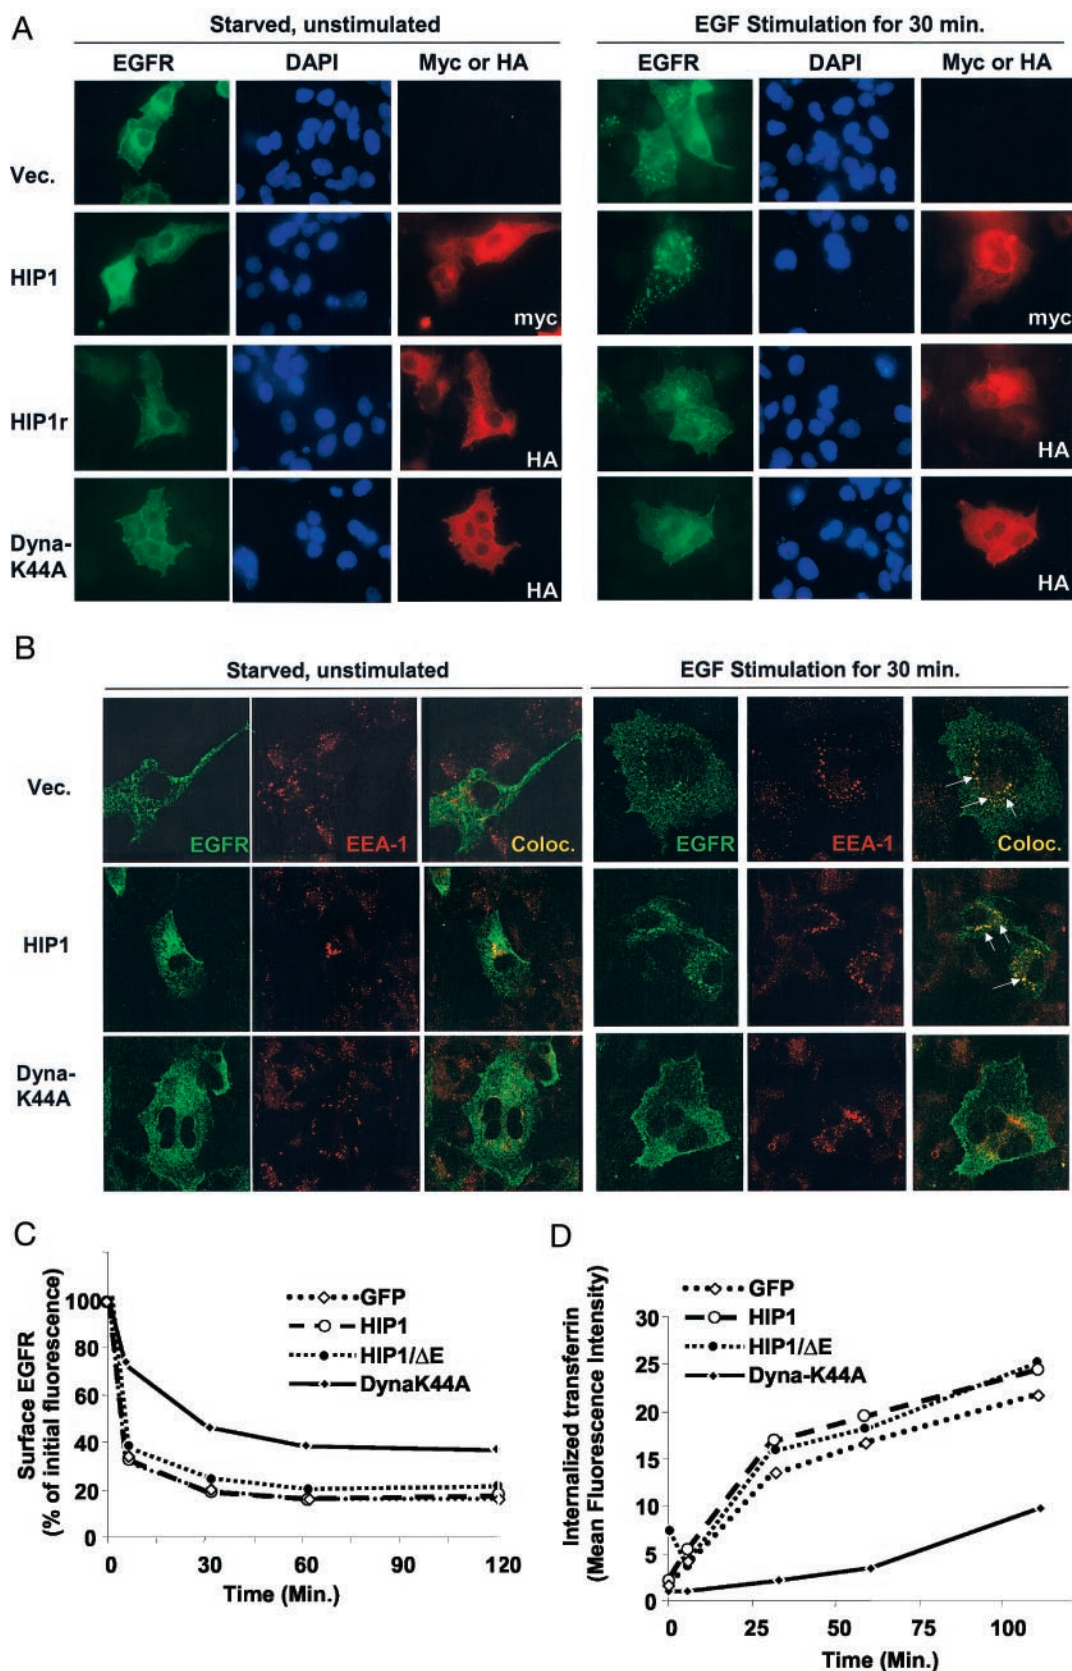 A
Starved, unstimulated
EGF Stimulation for 30 min.
EGFR DAPI Myc or HA
EGFR DAPI Myc or HA
Vec.
HIP1
myc
myc
HIP1r
HA
HA
Dyna-
K44A
HA
HA
B
Starved, unstimulated
EGF Stimulation for 30 min.
Vec.
EGFR EEA-1 Coloc.
EGFR EEA-1 Coloc.
HIP1
Dyna-
K44A
C
Surface EGFR
(% of initial fluorescence)
100
80
60
40
20
0
0 30 60 90 120
Time (Min.)
GFP
HIP1
HIP1/ΔE
DynaK44A
D
Internalized transferrin
(Mean Fluorescence Intensity)
GFP
HIP1
HIP1/ΔE
Dyna-K44A
30
25
20
15
10
5
0
0 25 50 75 100
Time (Min.)